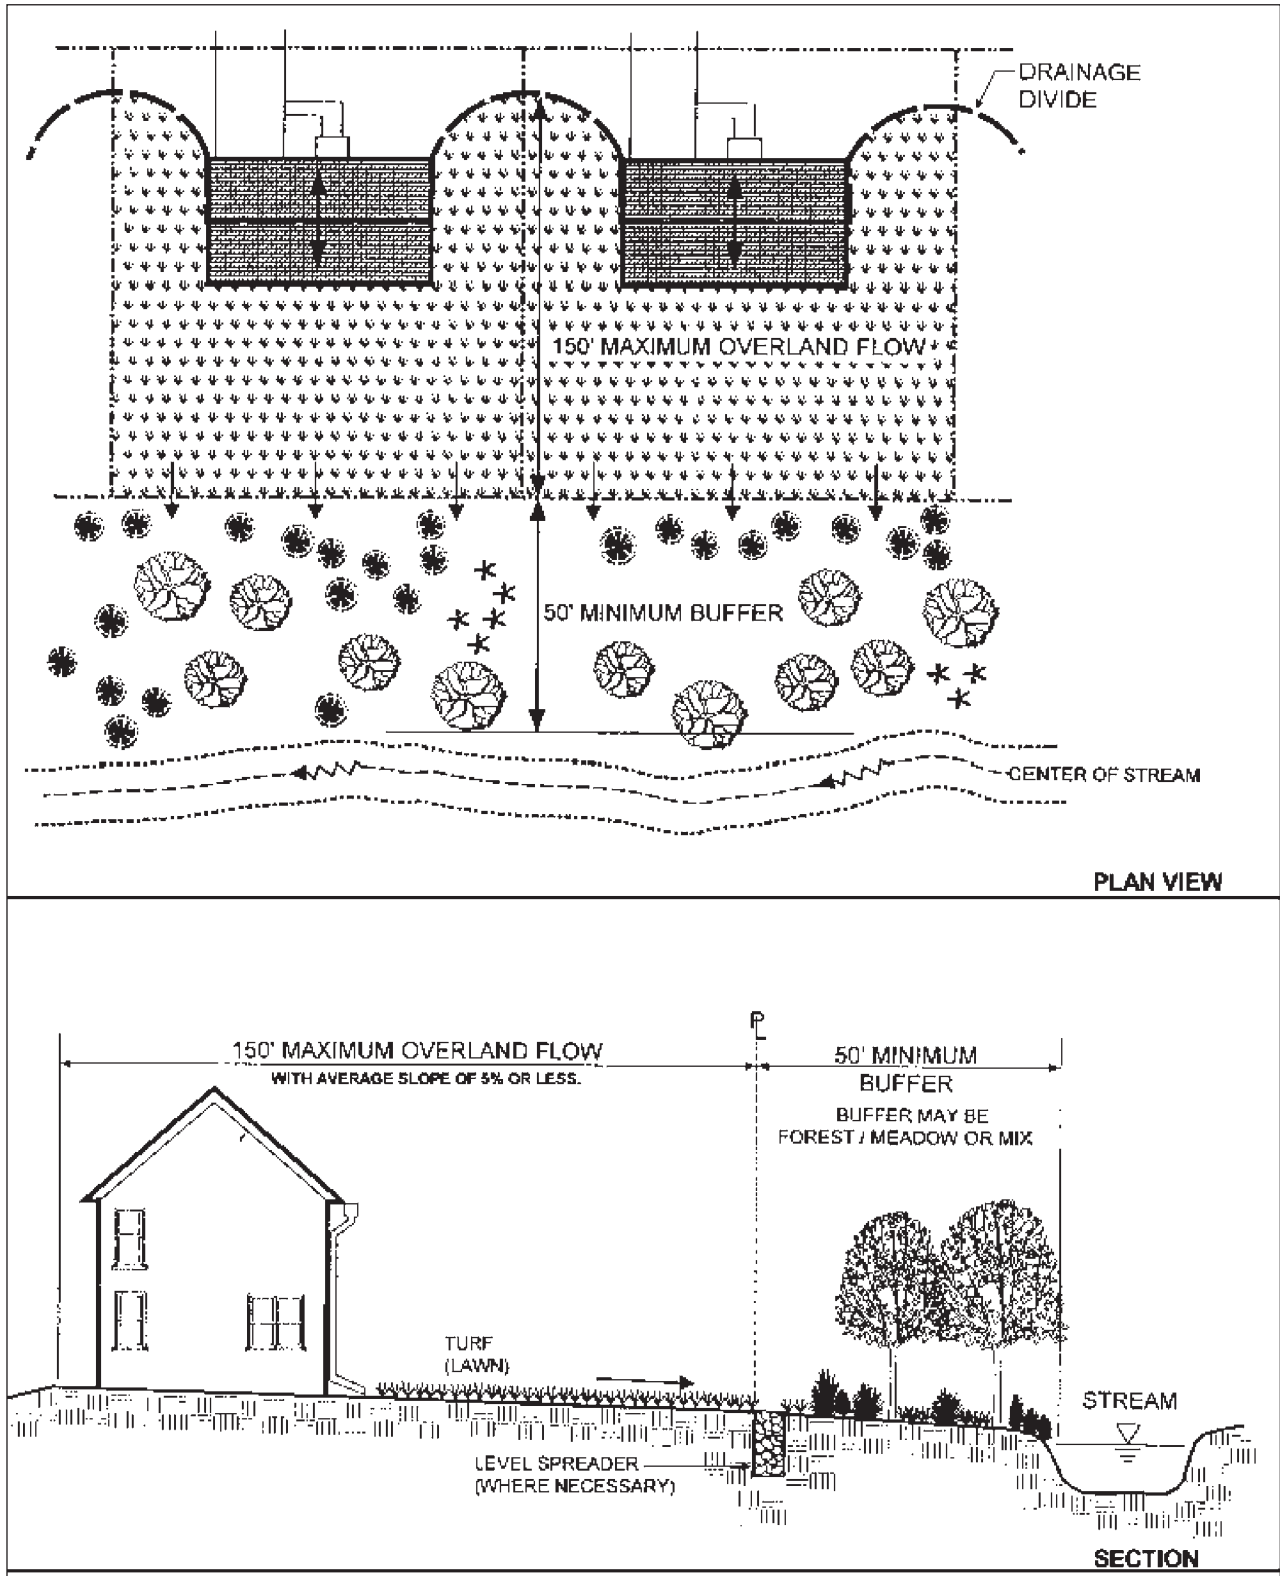 DRAINAGE
DIVIDE
150' MAXIMUM OVERLAND FLOW
50' MINIMUM BUFFER
CENTER OF STREAM
PLAN VIEW
PL
150' MAXIMUM OVERLAND FLOW
WITH AVERAGE SLOPE OF 5% OR LESS.
50' MINIMUM
BUFFER
BUFFER MAY BE
FOREST / MEADOW OR MIX
TURF
(LAWN)
STREAM
LEVEL SPREADER
(WHERE NECESSARY)
SECTION